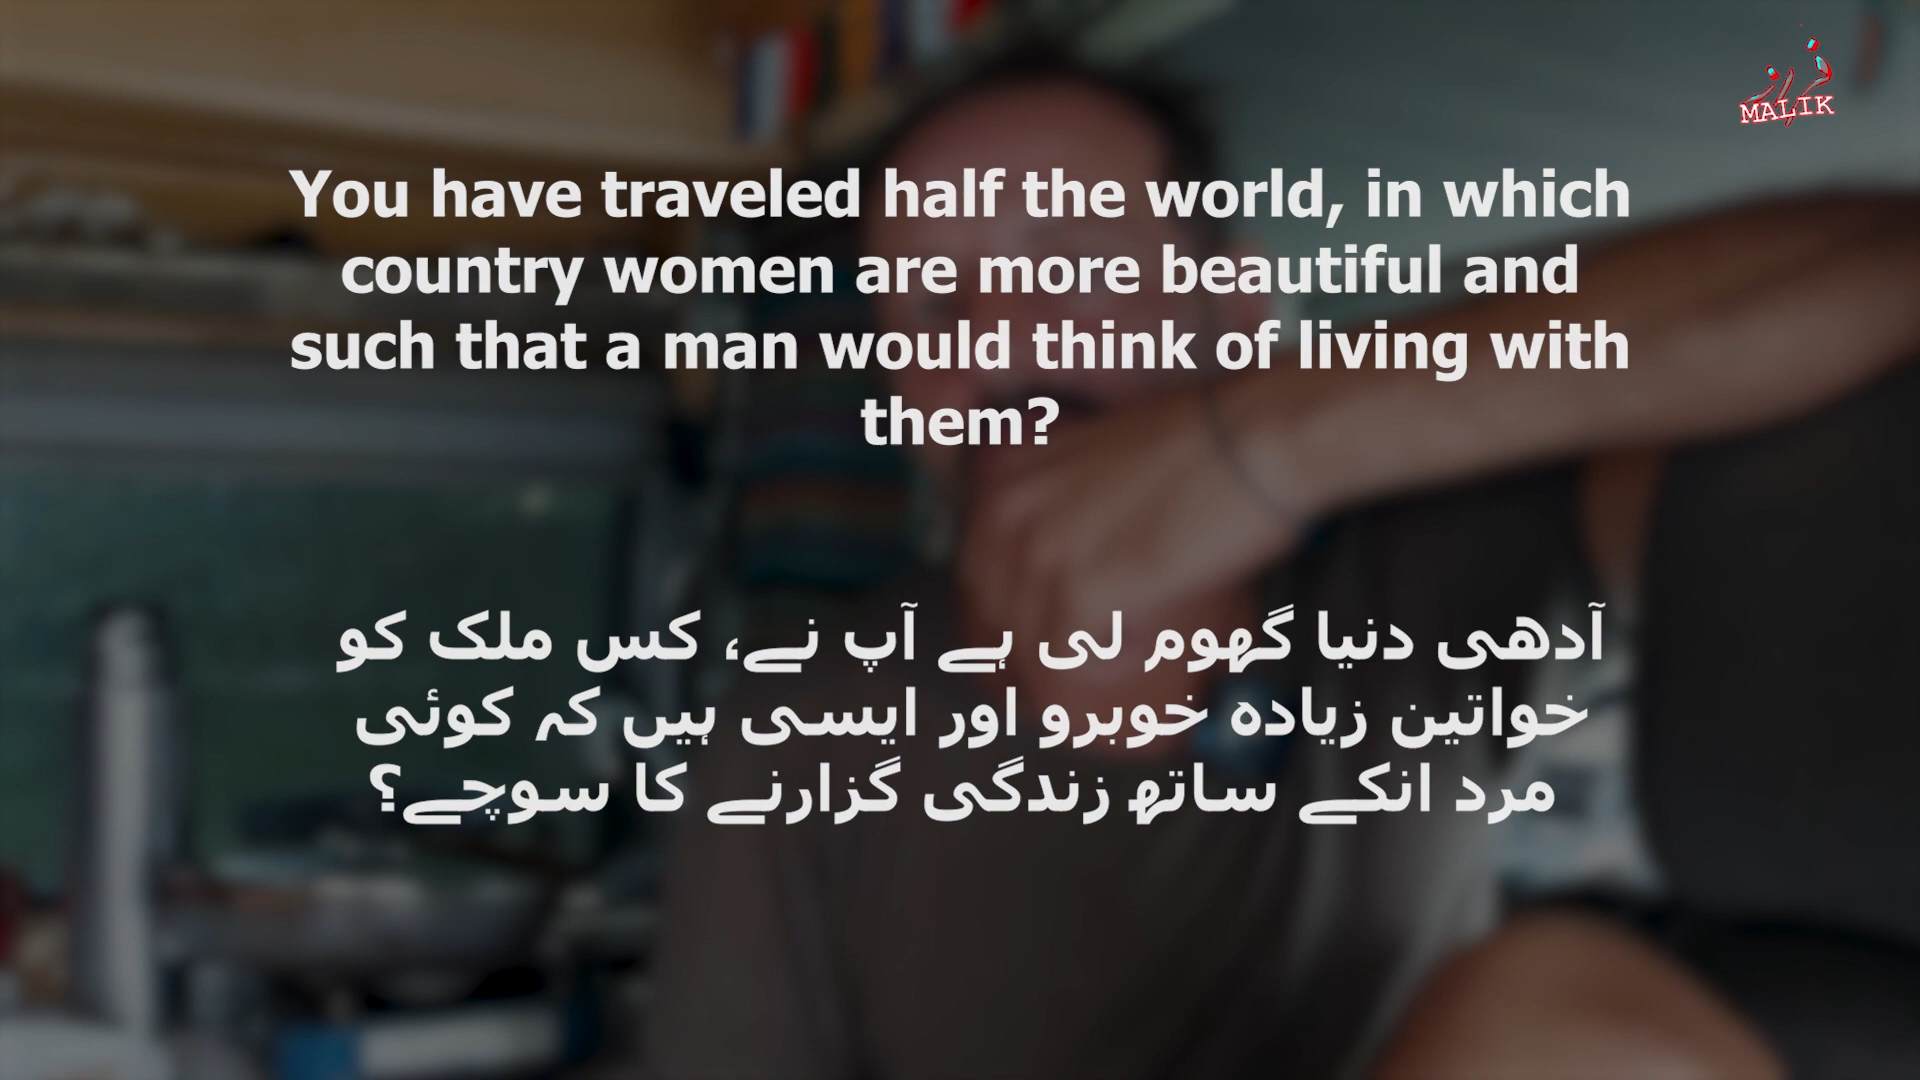 فراز
MALIK
You have traveled half the world, in which
country women are more beautiful and
such that a man would think of living with
them?
آدھی دنیا گھوم لی ہے آپ نے، کس ملک کو
خواتین زیادہ خوبرو اور ایسی ہیں کہ کوئی
مرد انکے ساتھ زندگی گزارنے کا سوچے؟